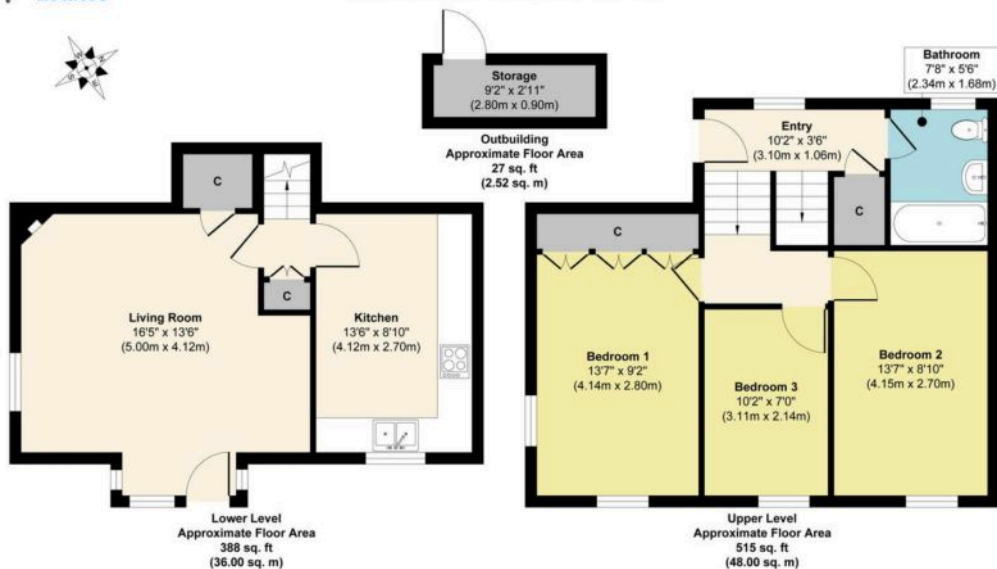 Storage
9'2" x 2'11"
(2.80m x 0.90m)
Outbuilding
Approximate Floor Area
27 sq. ft
(2.52 sq. m)
Bathroom
7'8" x 5'6"
(2.34m x 1.68m)
Entry
10'2" x 3'6"
(3.10m x 1.06m)
C
C
C
C
Living Room
16'5" x 13'6"
(5.00m x 4.12m)
Kitchen
13'6" x 8'10"
(4.12m x 2.70m)
Bedroom 1
13'7" x 9'2"
(4.14m x 2.80m)
Bedroom 3
10'2" x 7'0"
(3.11m x 2.14m)
Bedroom 2
13'7" x 8'10"
(4.15m x 2.70m)
Lower Level
Approximate Floor Area
388 sq. ft
(36.00 sq. m)
Upper Level
Approximate Floor Area
515 sq. ft
(48.00 sq. m)